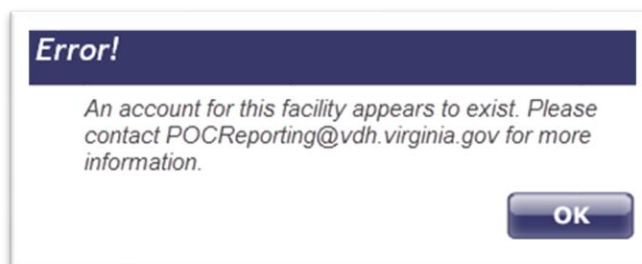 Error!
An account for this facility appears to exist. Please
contact POCReporting@vdh.virginia.gov for more
information.
OK